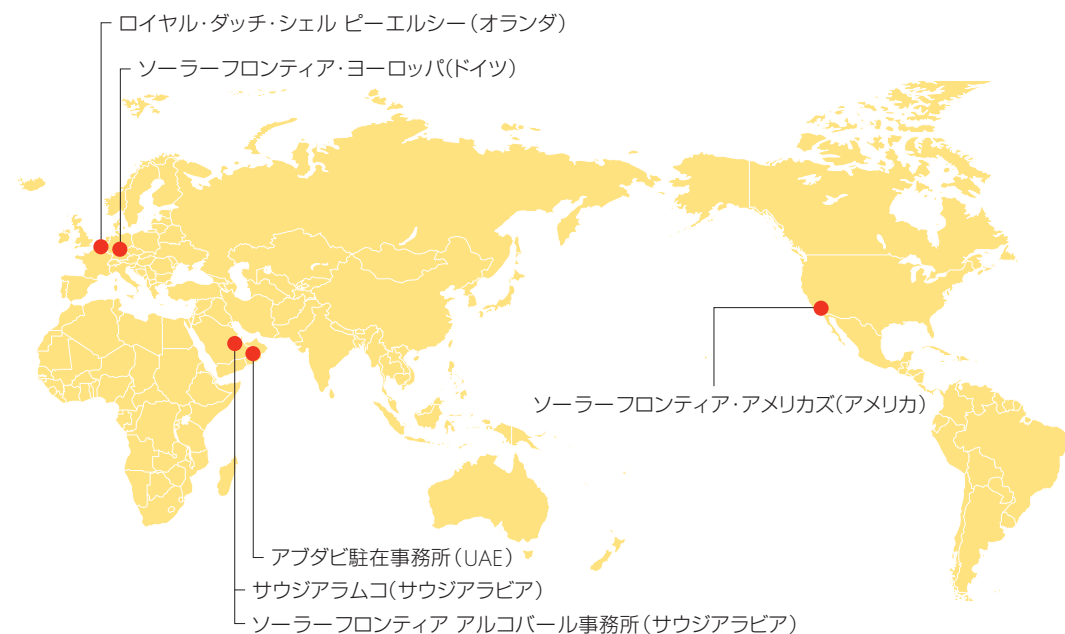 ロイヤル・ダッチ・シェル ピーエルシー(オランダ)
ソーラーフロンティア・ヨーロッパ(ドイツ)
ソーラーフロンティア・アメリカズ(アメリカ)
アブダビ駐在事務所(UAE)
サウジアラムコ(サウジアラビア)
ソーラーフロンティア アルコバール事務所(サウジアラビア)